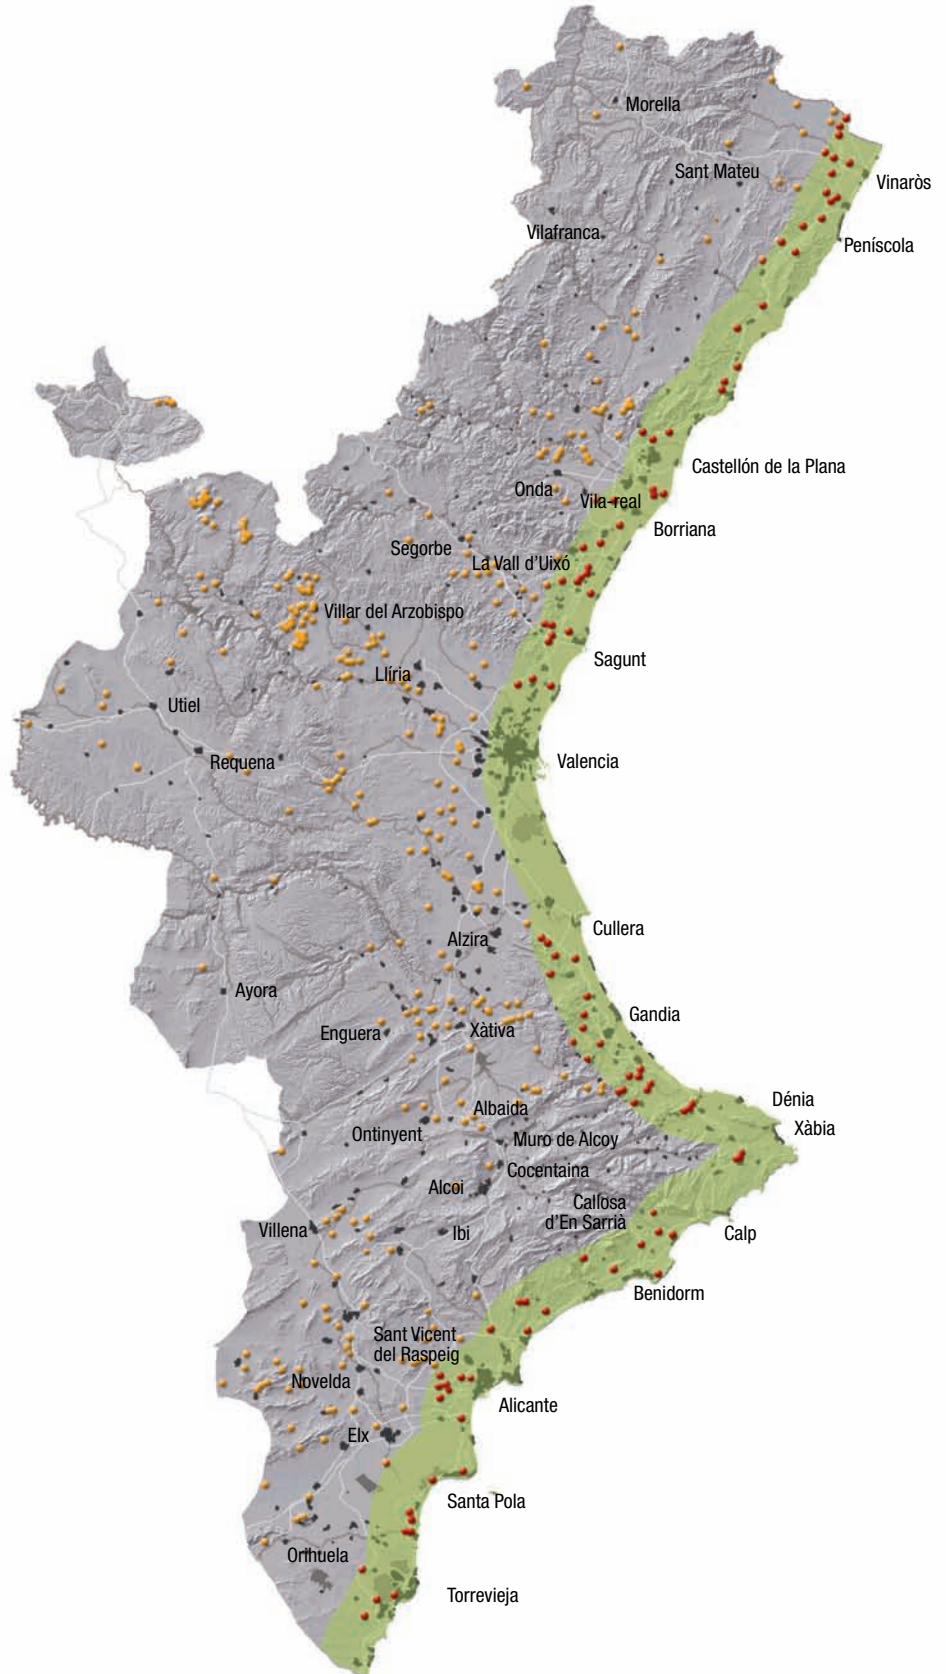 Morella
Sant Mateu
Vinaròs
Vilafranca
Peníscola
Castellón de la Plana
Onda
Vila-real
Borriana
Segorbe
La Vall d'Uixó
Villar del Arzobispo
Sagunt
Llíria
Utiel
Requena
Valencia
Cullera
Alzira
Ayora
Gandia
Enguera
Xàtiva
Dénia
Albaida
Xàbia
Ontinyent
Muro de Alcoy
Cocentaina
Alcoi
Callosa
d'En Sarrià
Villena
Ibi
Calp
Benidorm
Sant Vicent
del Raspeig
Novelda
Alicante
Elx
Santa Pola
Orihuela
Torrevieja